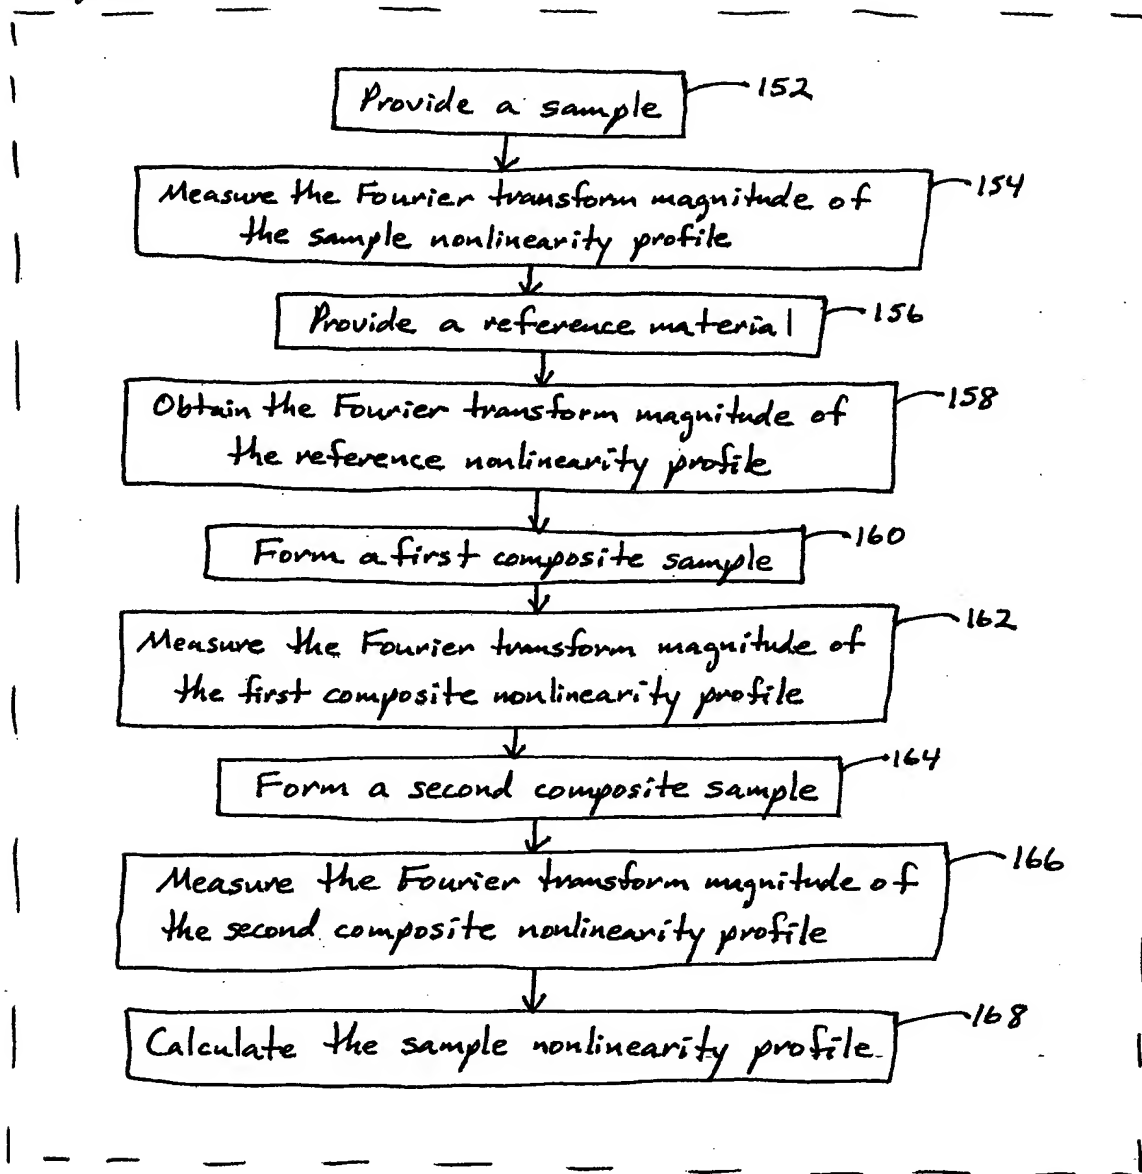 Provide a sample
152
Measure the Fourier transform magnitude of
the sample nonlinearity profile
154
Provide a reference material
156
Obtain the Fourier transform magnitude of
the reference nonlinearity profile
158
Form a first composite sample
160
Measure the Fourier transform magnitude of
the first composite nonlinearity profile
162
Form a second composite sample
164
Measure the Fourier transform magnitude of
the second composite nonlinearity profile
166
Calculate the sample nonlinearity profile
168